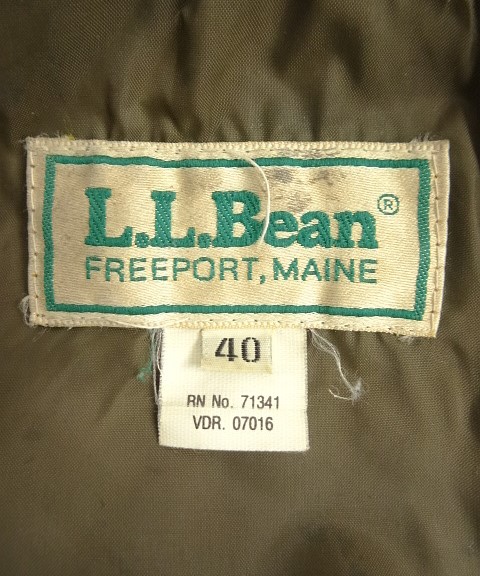 L.L.Bean®
FREEPORT, MAINE
40
RN No. 71341
VDR. 07016